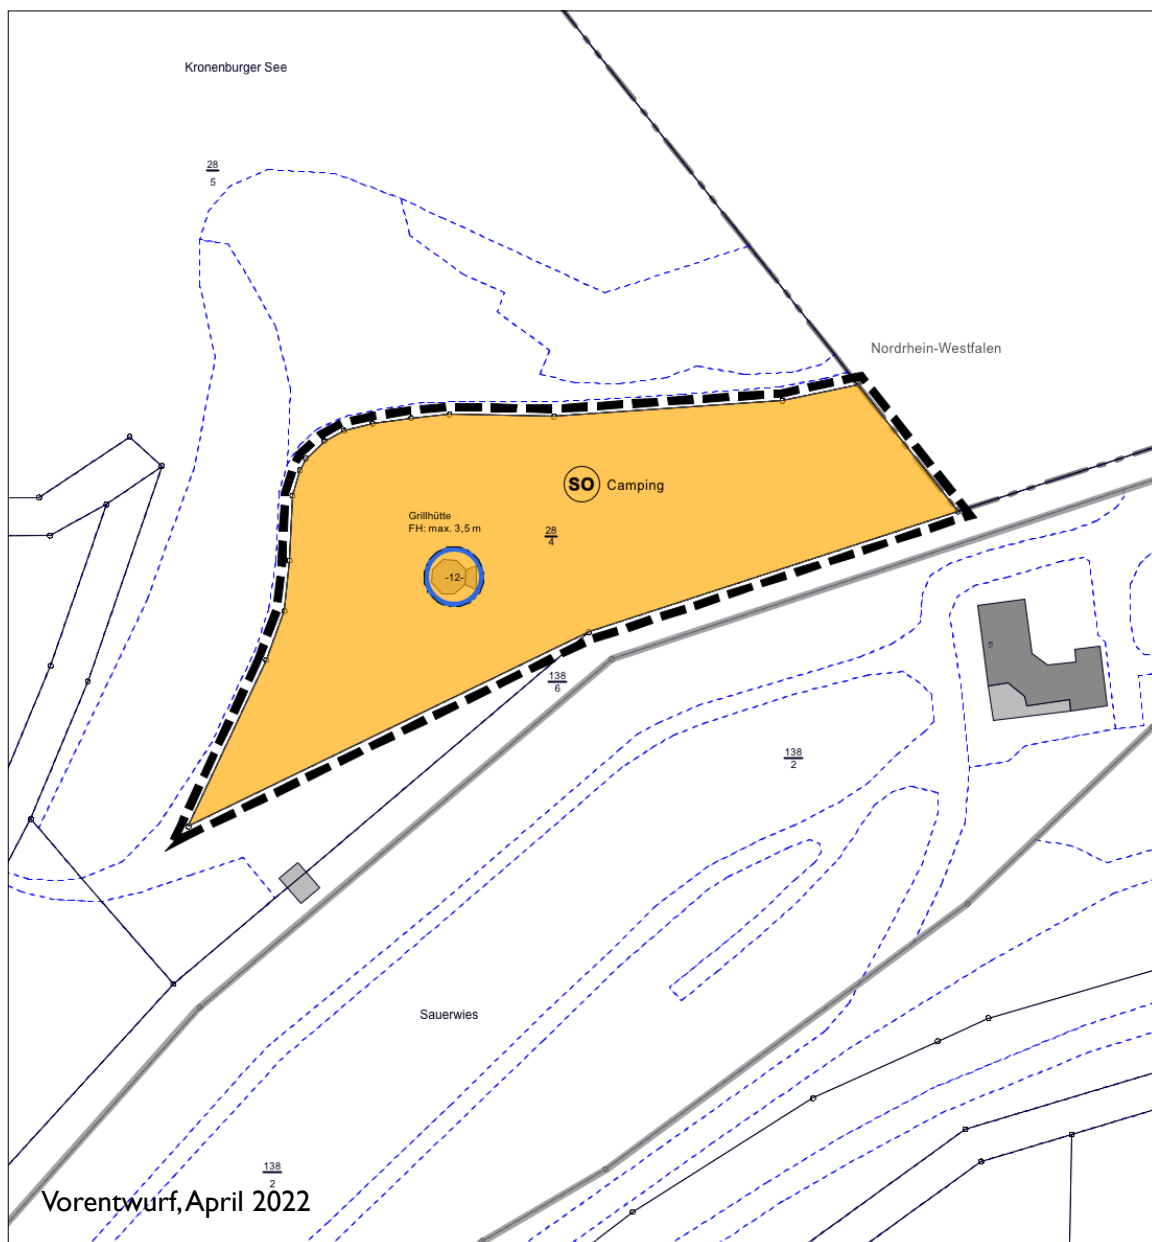 Kronenburger See
28
5
Nordrhein-Westfalen
SO Camping
Grillhütte
FH: max. 3,5 m
28
4
-12-
138
6
138
2
Sauerwies
138
2
Vorentwurf, April 2022